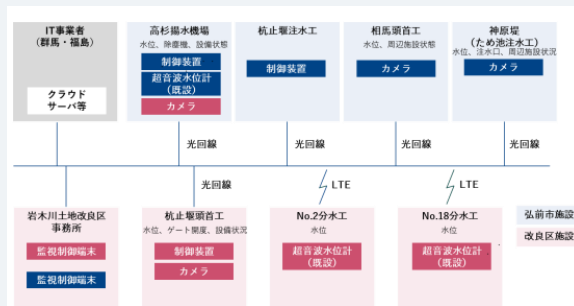 IT事業者
(群馬・福島)
クラウド
サーバ等
高杉揚水機場
水位、除塵機、設備状態
制御装置
超音波水位計
(既設)
カメラ
杭止堰注水工
制御装置
相馬頭首工
水位、周辺施設状態
カメラ
神原堤
(ため池注水工)
水位、注水口、周辺施設状況
カメラ
光回線
光回線
光回線
光回線
光回線
LTE
LTE
岩木川土地改良区
事務所
監視制御端末
監視制御端末
杭止堰頭首工
水位、ゲート開度、設備状況
制御装置
カメラ
No.2分水工
水位
超音波水位計
(既設)
No.18分水工
水位
超音波水位計
(既設)
弘前市施設
改良区施設